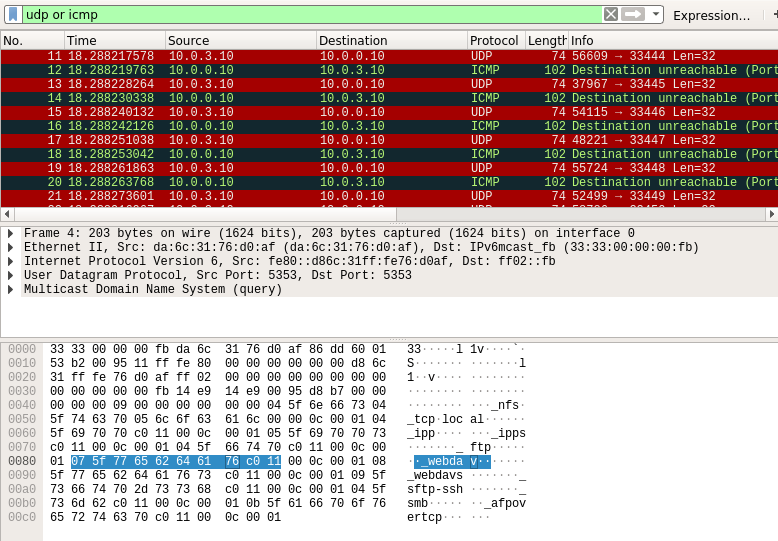 udp or icmp Expression...
No. Time Source Destination Protocol Length Info
11 18.288217578 10.0.3.10 10.0.0.10 UDP 74 56609 → 33444 Len=32
12 18.288219763 10.0.3.10 10.0.0.10 ICMP 102 Destination unreachable (Port
13 18.288228264 10.0.3.10 10.0.0.10 UDP 74 37967 → 33445 Len=32
14 18.288230338 10.0.3.10 10.0.0.10 ICMP 102 Destination unreachable (Port
15 18.288240132 10.0.3.10 10.0.0.10 UDP 74 54115 → 33446 Len=32
16 18.288242126 10.0.3.10 10.0.0.10 ICMP 102 Destination unreachable (Port
17 18.288251038 10.0.3.10 10.0.0.10 UDP 74 48221 → 33447 Len=32
18 18.288253042 10.0.3.10 10.0.0.10 ICMP 102 Destination unreachable (Port
19 18.288261863 10.0.3.10 10.0.0.10 UDP 74 55724 → 33448 Len=32
20 18.288263768 10.0.3.10 10.0.0.10 ICMP 102 Destination unreachable (Port
21 18.288273601 10.0.3.10 10.0.0.10 UDP 74 52499 → 33449 Len=32
Frame 4: 203 bytes on wire (1624 bits), 203 bytes captured (1624 bits) on interface 0
Ethernet II, Src: da:6c:31:76:d0:af (da:6c:31:76:d0:af), Dst: IPv6mcast_fb (33:33:00:00:00:fb)
Internet Protocol Version 6, Src: fe80::d86c:31ff:fe76:d0af, Dst: ff02::fb
User Datagram Protocol, Src Port: 5353, Dst Port: 5353
Multicast Domain Name System (query)
0000 33 33 00 00 00 fb da 6c 31 76 d0 af 86 dd 60 01 33·····l 1v····`·
0010 53 b2 00 95 11 ff fe 80 00 00 00 00 00 00 d8 6c S······· ·······l
0020 31 ff fe 76 d0 af ff 02 00 00 00 00 00 00 00 00 1··v···· ········
0030 00 00 00 00 00 fb 14 e9 14 e9 00 95 d8 b7 00 00 ········ ········
0040 00 00 00 09 00 00 00 00 00 00 04 5f 6e 66 73 04 ········ ···_nfs·
0050 5f 74 63 70 05 6c 6f 63 61 6c 00 00 0c 00 01 04 _tcp·loc al······
0060 5f 69 70 70 c0 11 00 0c 00 01 05 5f 69 70 70 73 _ipp···· ···_ipps
0070 c0 11 00 0c 00 01 04 5f 66 74 70 c0 11 00 0c 00 ·······_ ftp·····
0080 01 07 5f 77 65 62 64 61 76 c0 11 00 0c 00 01 08 ··_webda v·······
0090 5f 77 65 62 64 61 76 73 c0 11 00 0c 00 01 09 5f _webdavs ·······_
00a0 73 66 74 70 2d 73 73 68 c0 11 00 0c 00 01 04 5f sftp-ssh ·······_
00b0 73 6d 62 c0 11 00 0c 00 01 0b 5f 61 66 70 6f 76 smb····· ··_afpov
00c0 65 72 74 63 70 c0 11 00 0c 00 01 ertcp··· ···